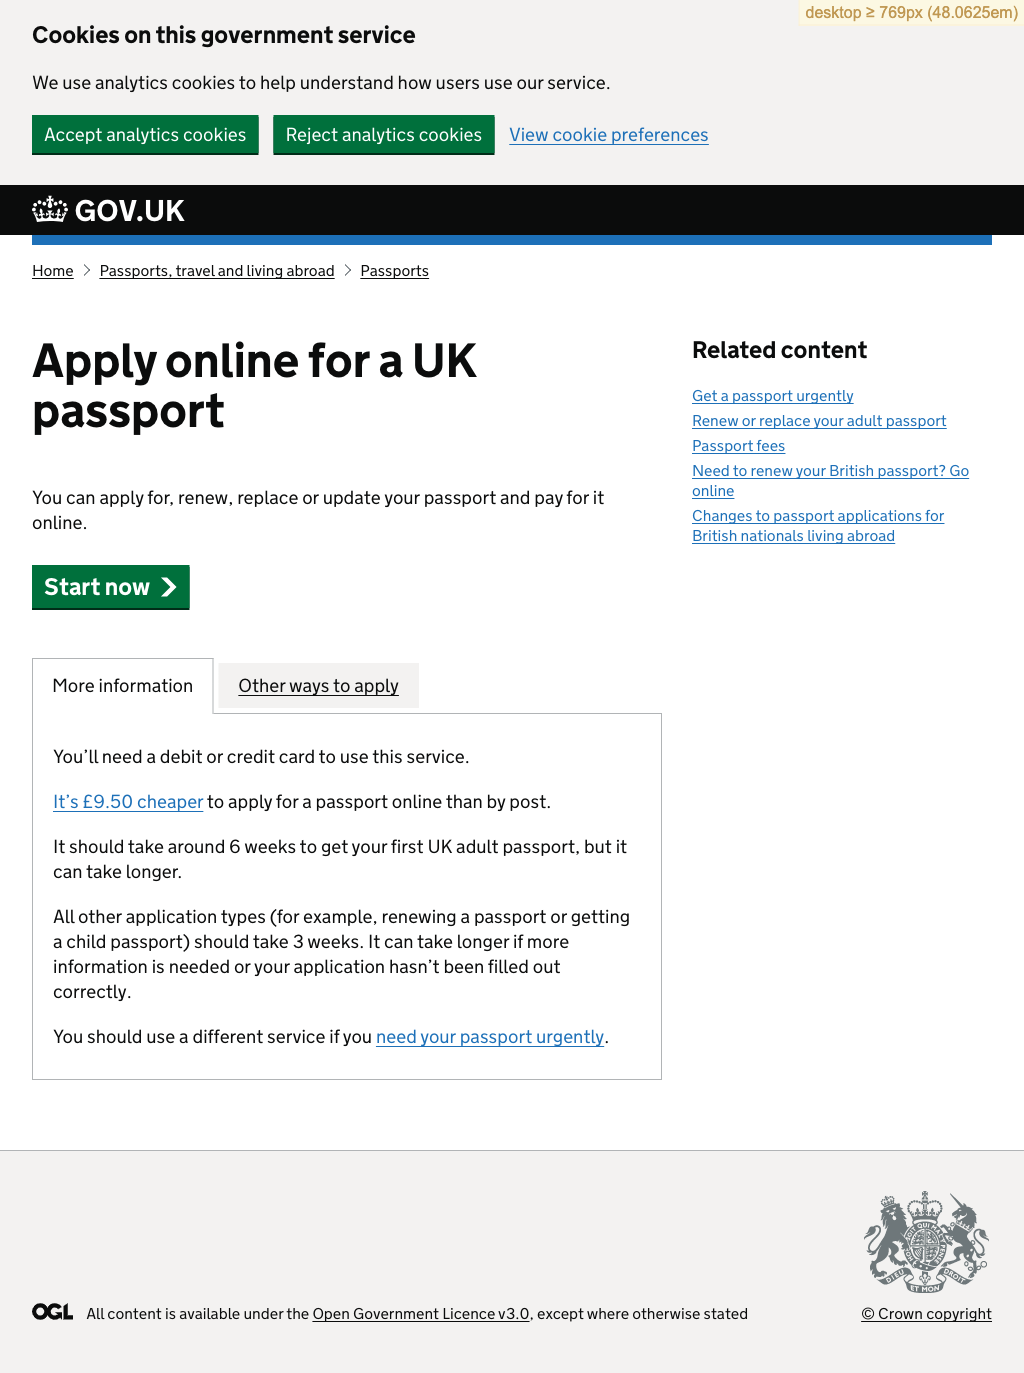 desktop ≥ 769px (48.0625em)
Cookies on this government service
We use analytics cookies to help understand how users use our service.
Accept analytics cookies Reject analytics cookies View cookie preferences
GOV.UK
Home Passports, travel and living abroad Passports
Apply online for a UK
passport
You can apply for, renew, replace or update your passport and pay for it
online.
Start now
More information Other ways to apply
You’ll need a debit or credit card to use this service.
It’s £9.50 cheaper to apply for a passport online than by post.
It should take around 6 weeks to get your first UK adult passport, but it
can take longer.
All other application types (for example, renewing a passport or getting
a child passport) should take 3 weeks. It can take longer if more
information is needed or your application hasn’t been filled out
correctly.
You should use a different service if you need your passport urgently.
Related content
Get a passport urgently
Renew or replace your adult passport
Passport fees
Need to renew your British passport? Go
online
Changes to passport applications for
British nationals living abroad
DIEU ET MON DROIT
OGL All content is available under the Open Government Licence v3.0, except where otherwise stated
© Crown copyright